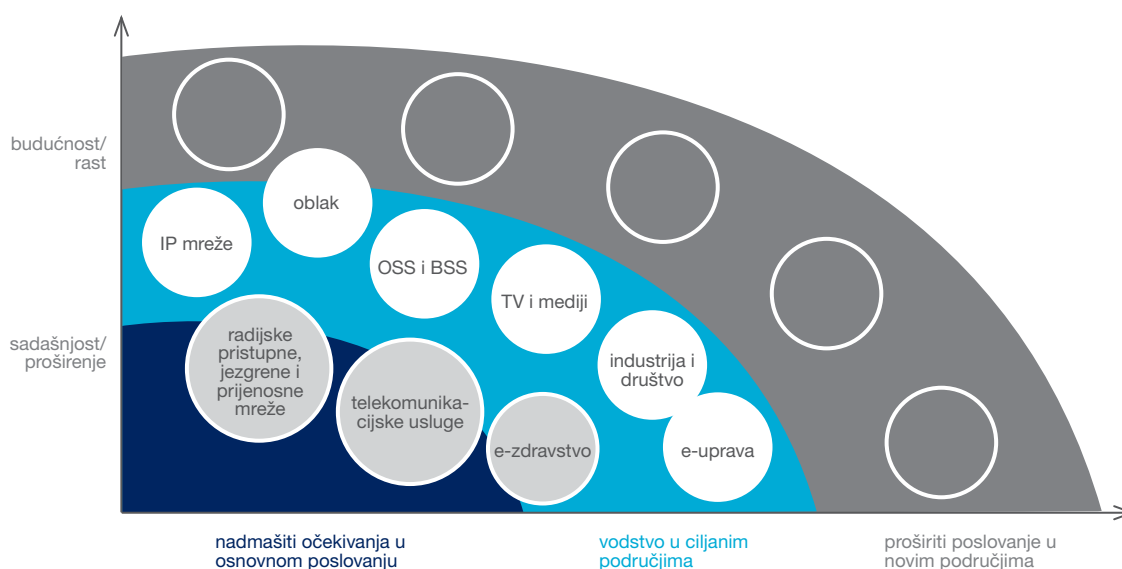 budućnost/
rast
oblak
IP mreže
OSS i BSS
TV i mediji
sadašnjost/
proširenje
radijske
pristupne,
jezgrene i
prijenosne
mreže
industrija i
društvo
telekomunika-
cijske usluge
e-zdravstvo
e-uprava
nadmašiti očekivanja u
osnovnom poslovanju
vodstvo u ciljanim
područjima
proširiti poslovanje u
novim područjima